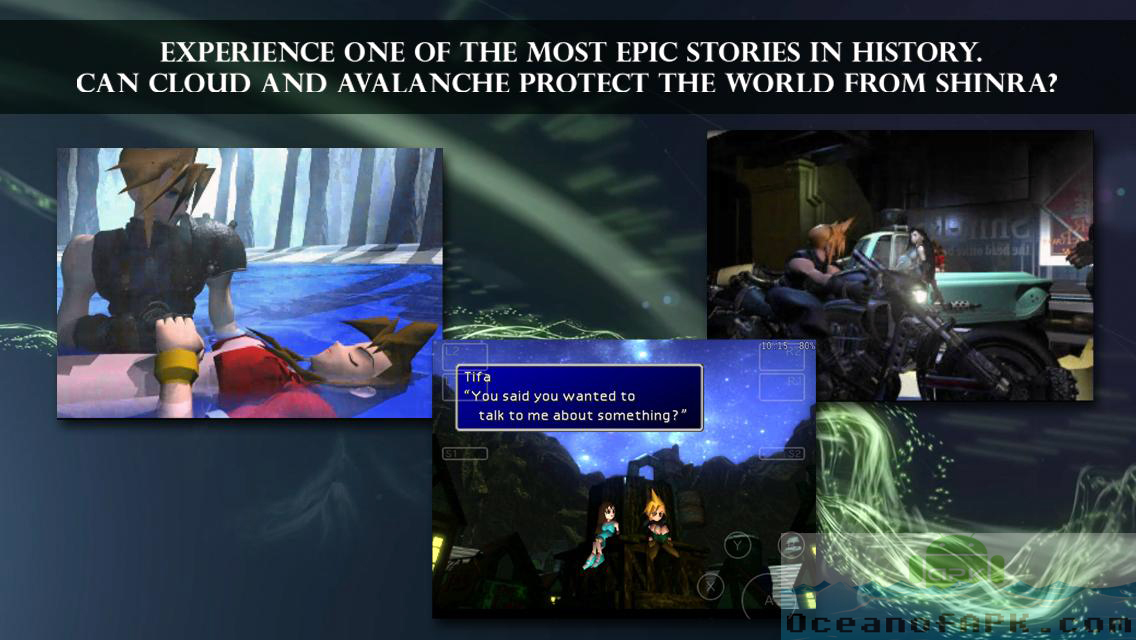 EXPERIENCE ONE OF THE MOST EPIC STORIES IN HISTORY.
CAN CLOUD AND AVALANCHE PROTECT THE WORLD FROM SHINRA?
L2
10:15 80%
R2
Tifa
“You said you wanted to
talk to me about something?”
R1
S1
S2
Y
X
A
OceanofAPK.com